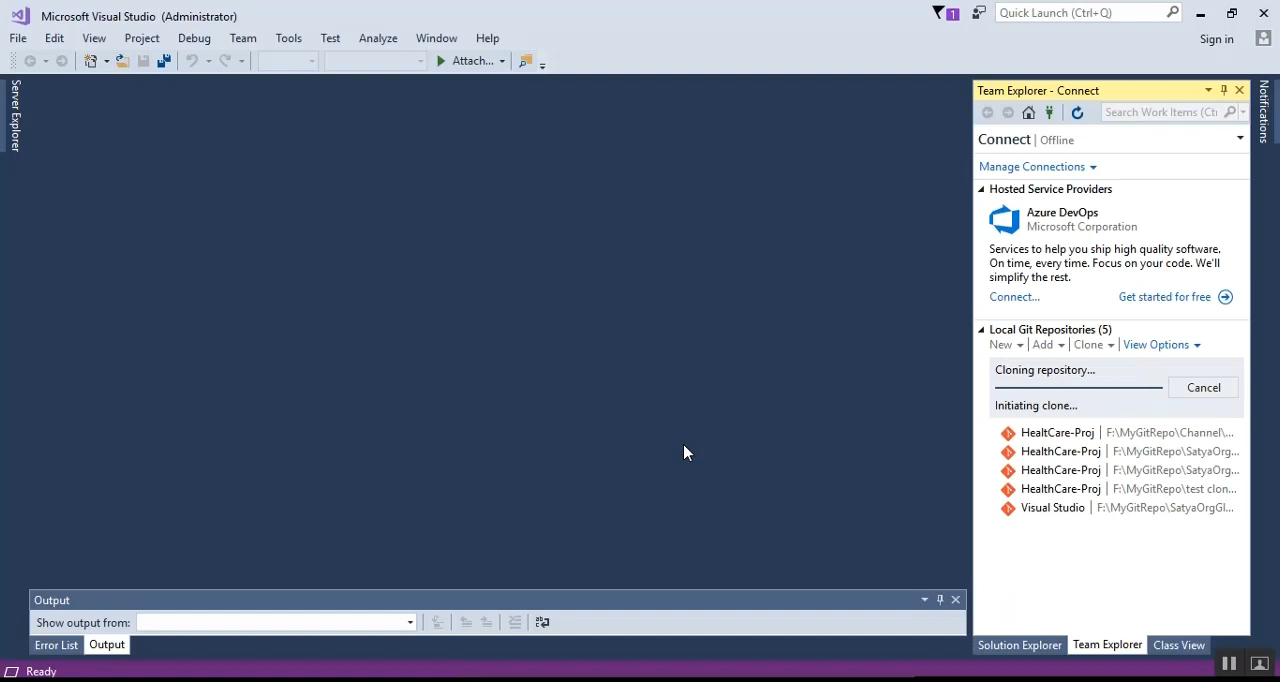 Microsoft Visual Studio (Administrator)
1
Quick Launch (Ctrl+Q)
File Edit View Project Debug Team Tools Test Analyze Window Help
Sign in
Attach...
Server Explorer
Notifications
Team Explorer - Connect
Search Work Items (Ctr
Connect | Offline
Manage Connections
Hosted Service Providers
Azure DevOps
Microsoft Corporation
Services to help you ship high quality software.
On time, every time. Focus on your code. We'll
simplify the rest.
Connect... Get started for free
Local Git Repositories (5)
New | Add | Clone | View Options
Cloning repository...
Cancel
Initiating clone...
HealtCare-Proj | F:\MyGitRepo\Channel\...
HealthCare-Proj | F:\MyGitRepo\SatyaOrg...
HealthCare-Proj | F:\MyGitRepo\SatyaOrg...
HealthCare-Proj | F:\MyGitRepo\test clon...
Visual Studio | F:\MyGitRepo\SatyaOrgGl...
Output
Show output from:
Error List Output
Solution Explorer Team Explorer Class View
Ready